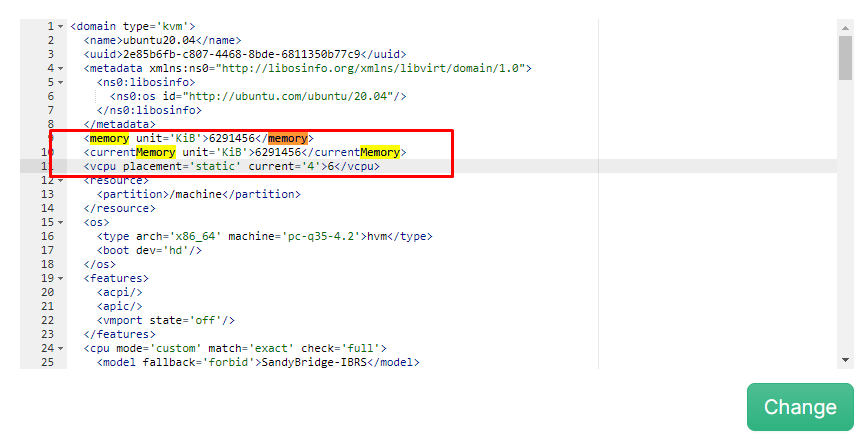 1 <domain type='kvm'>
2 <name>ubuntu20.04</name>
3 <uuid>2e85b6fb-c807-4468-8bde-6811350b77c9</uuid>
4 <metadata xmlns:ns0="http://libosinfo.org/xmlns/libvirt/domain/1.0">
5 <ns0:libosinfo>
6 <ns0:os id="http://ubuntu.com/ubuntu/20.04"/>
7 </ns0:libosinfo>
8 </metadata>
9 <memory unit='KiB'>6291456</memory>
10 <currentMemory unit='KiB'>6291456</currentMemory>
11 <vcpu placement='static' current='4'>6</vcpu>
12 <resource>
13 <partition>/machine</partition>
14 </resource>
15 <os>
16 <type arch='x86_64' machine='pc-q35-4.2'>hvm</type>
17 <boot dev='hd'/>
18 </os>
19 <features>
20 <acpi/>
21 <apic/>
22 <vmport state='off'/>
23 </features>
24 <cpu mode='custom' match='exact' check='full'>
25 <model fallback='forbid'>SandyBridge-IBRS</model>
Change